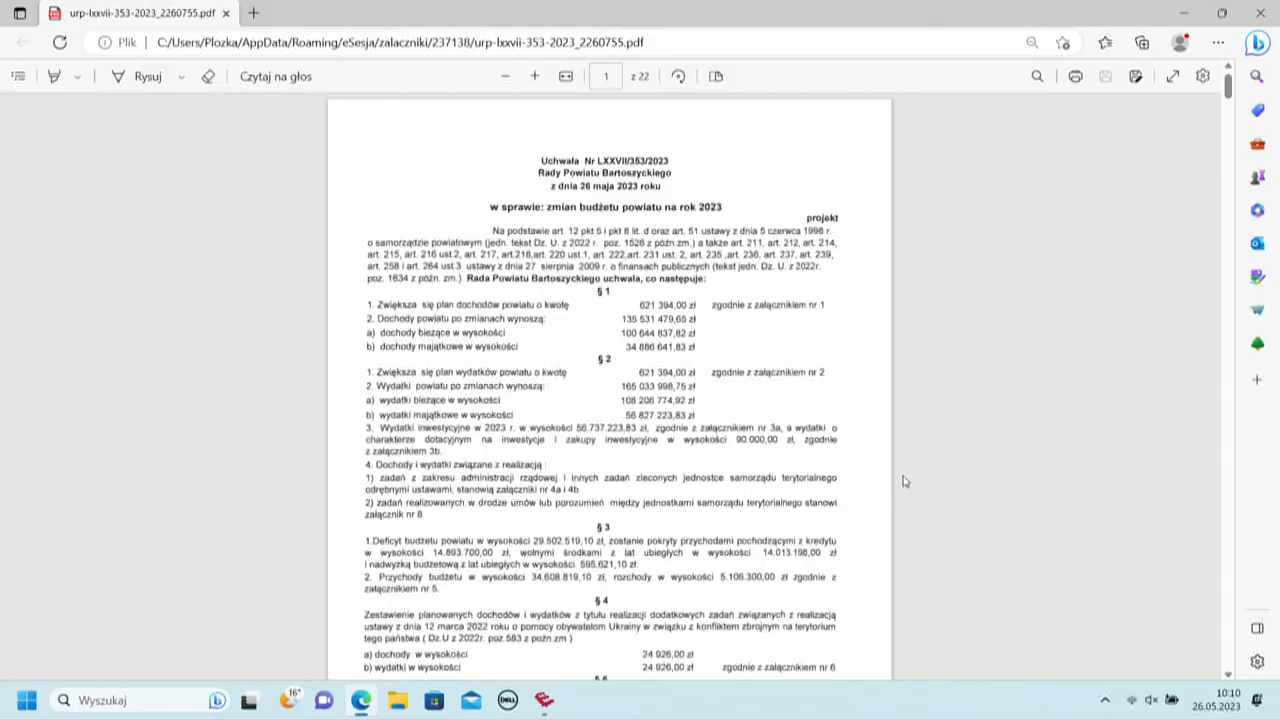 urp-lxxvii-353-2023_2260755.pdf
Plik
C:/Users/Plozka/AppData/Roaming/eSesja/zalaczniki/237138/urp-lxxvii-353-2023_2260755.pdf
Rysuj
Czytaj na głos
1
z 22
Uchwała Nr LXXVII/353/2023
Rady Powiatu Bartoszyckiego
z dnia 26 maja 2023 roku
w sprawie: zmian budżetu powiatu na rok 2023
projekt
Na podstawie art. 12 pkt 5 i pkt 8 lit. d oraz art. 51 ustawy z dnia 5 czerwca 1998 r.
o samorządzie powiatowym (jedn. tekst Dz. U. z 2022 r. poz. 1526 z późn.zm.) a także art. 211, art. 212, art. 214,
art. 215, art. 216 ust.2, art. 217, art.218,art. 220 ust.1, art. 222,art. 231 ust. 2, art. 235 ,art. 236, art. 237, art. 239,
art. 258 i art. 264 ust.3 ustawy z dnia 27 sierpnia 2009 r. o finansach publicznych (tekst jedn. Dz. U. z 2022r.
poz. 1634 z późn. zm.) Rada Powiatu Bartoszyckiego uchwala, co następuje:
§ 1
1. Zwiększa się plan dochodów powiatu o kwotę 621 394,00 zł zgodnie z załącznikiem nr 1
2. Dochody powiatu po zmianach wynoszą: 135 531 479,65 zł
a) dochody bieżące w wysokości 100 644 837,82 zł
b) dochody majątkowe w wysokości 34 886 641,83 zł
§ 2
1. Zwiększa się plan wydatków powiatu o kwotę 621 394,00 zł zgodnie z załącznikiem nr 2
2. Wydatki powiatu po zmianach wynoszą: 165 033 998,75 zł
a) wydatki bieżące w wysokości 108 206 774,92 zł
b) wydatki majątkowe w wysokości 56 827 223,83 zł
3. Wydatki inwestycyjne w 2023 r. w wysokości 56.737.223,83 zł, zgodnie z załącznikiem nr 3a, a wydatki o
charakterze dotacyjnym na inwestycje i zakupy inwestycyjne w wysokości 90.000,00 zł, zgodnie
z załącznikiem 3b.
4. Dochody i wydatki związane z realizacją :
1) zadań z zakresu administracji rządowej i innych zadań zleconych jednostce samorządu terytorialnego
odrębnymi ustawami, stanowią załączniki nr 4a i 4b.
2) zadań realizowanych w drodze umów lub porozumień między jednostkami samorządu terytorialnego stanowi
załącznik nr 8.
§ 3
1.Deficyt budżetu powiatu w wysokości 29.502.519,10 zł, zostanie pokryty przychodami pochodzącymi z kredytu
w wysokości 14.893.700,00 zł, wolnymi środkami z lat ubiegłych w wysokości 14.013.198,00 zł
i nadwyżką budżetową z lat ubiegłych w wysokości 595.621,10 zł.
2. Przychody budżetu w wysokości 34.608.819,10 zł, rozchody w wysokości 5.106.300,00 zł zgodnie z
załącznikiem nr 5.
§ 4
Zestawienie planowanych dochodów i wydatków z tytułu realizacji dodatkowych zadań związanych z realizacją
ustawy z dnia 12 marca 2022 roku o pomocy obywatelom Ukrainy w związku z konfliktem zbrojnym na terytorium
tego państwa ( Dz.U z 2022r. poz 583 z poźn.zm )
a) dochody w wysokości 24 926,00 zł
b) wydatki w wysokości 24 926,00 zł zgodnie z załącznikiem nr 6
Wyszukaj
16°
DELL
10:10
26.05.2023